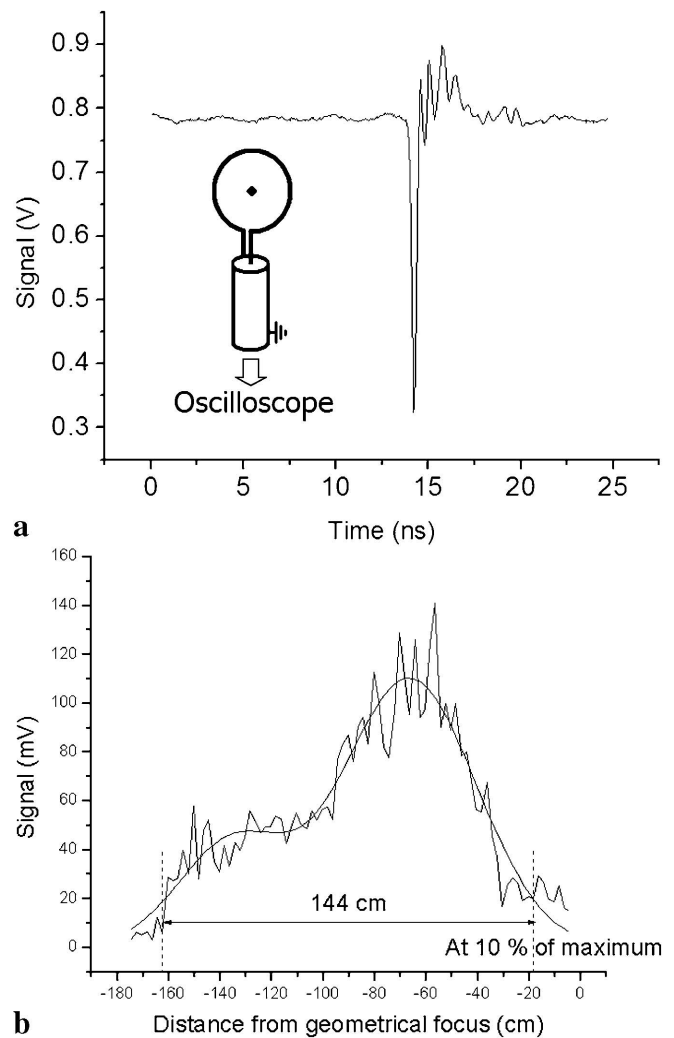 0.9
0.8
0.7
0.6
0.5
0.4
0.3
Signal (V)
Oscilloscope
0 5 10 15 20 25
a
Time (ns)
160
140
120
100
80
60
40
20
0
Signal (mV)
144 cm
At 10 % of maximum
-180 -160 -140 -120 -100 -80 -60 -40 -20 0
b
Distance from geometrical focus (cm)